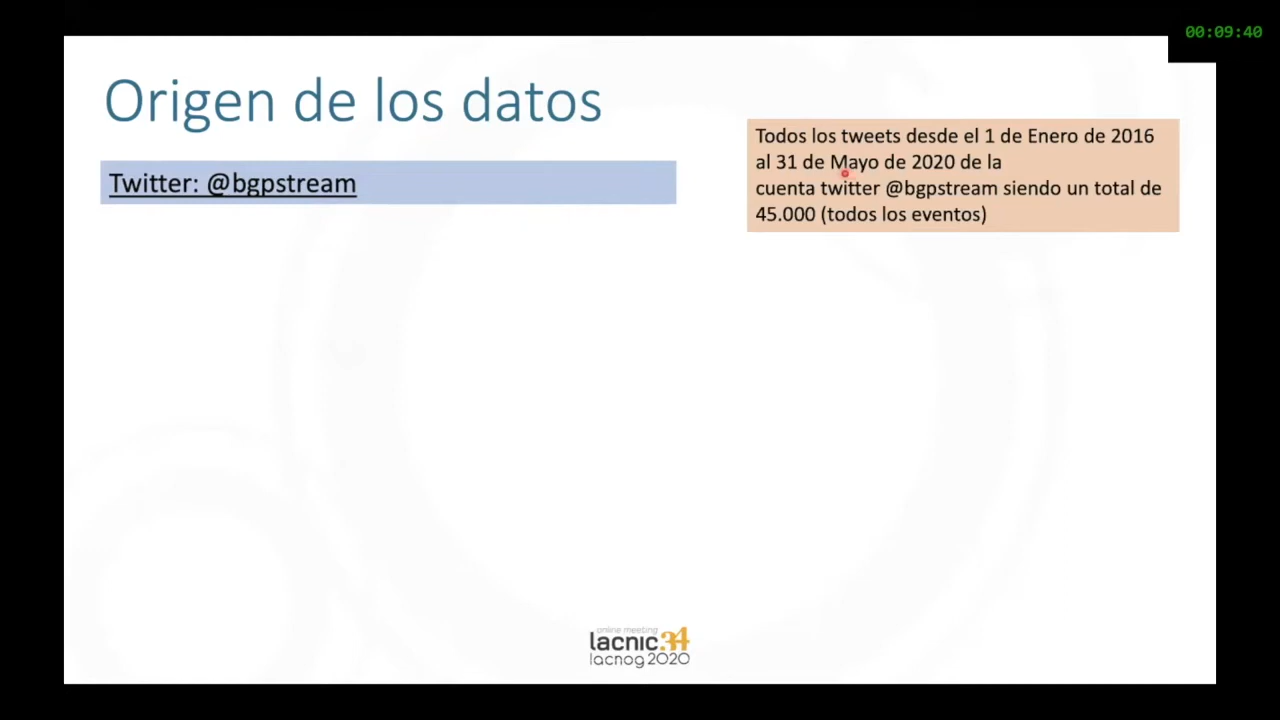 00:09:40
Origen de los datos
Twitter: @bgpstream
Todos los tweets desde el 1 de Enero de 2016
al 31 de Mayo de 2020 de la
cuenta twitter @bgpstream siendo un total de
45.000 (todos los eventos)
online meeting
lacnic34
lacnog2020